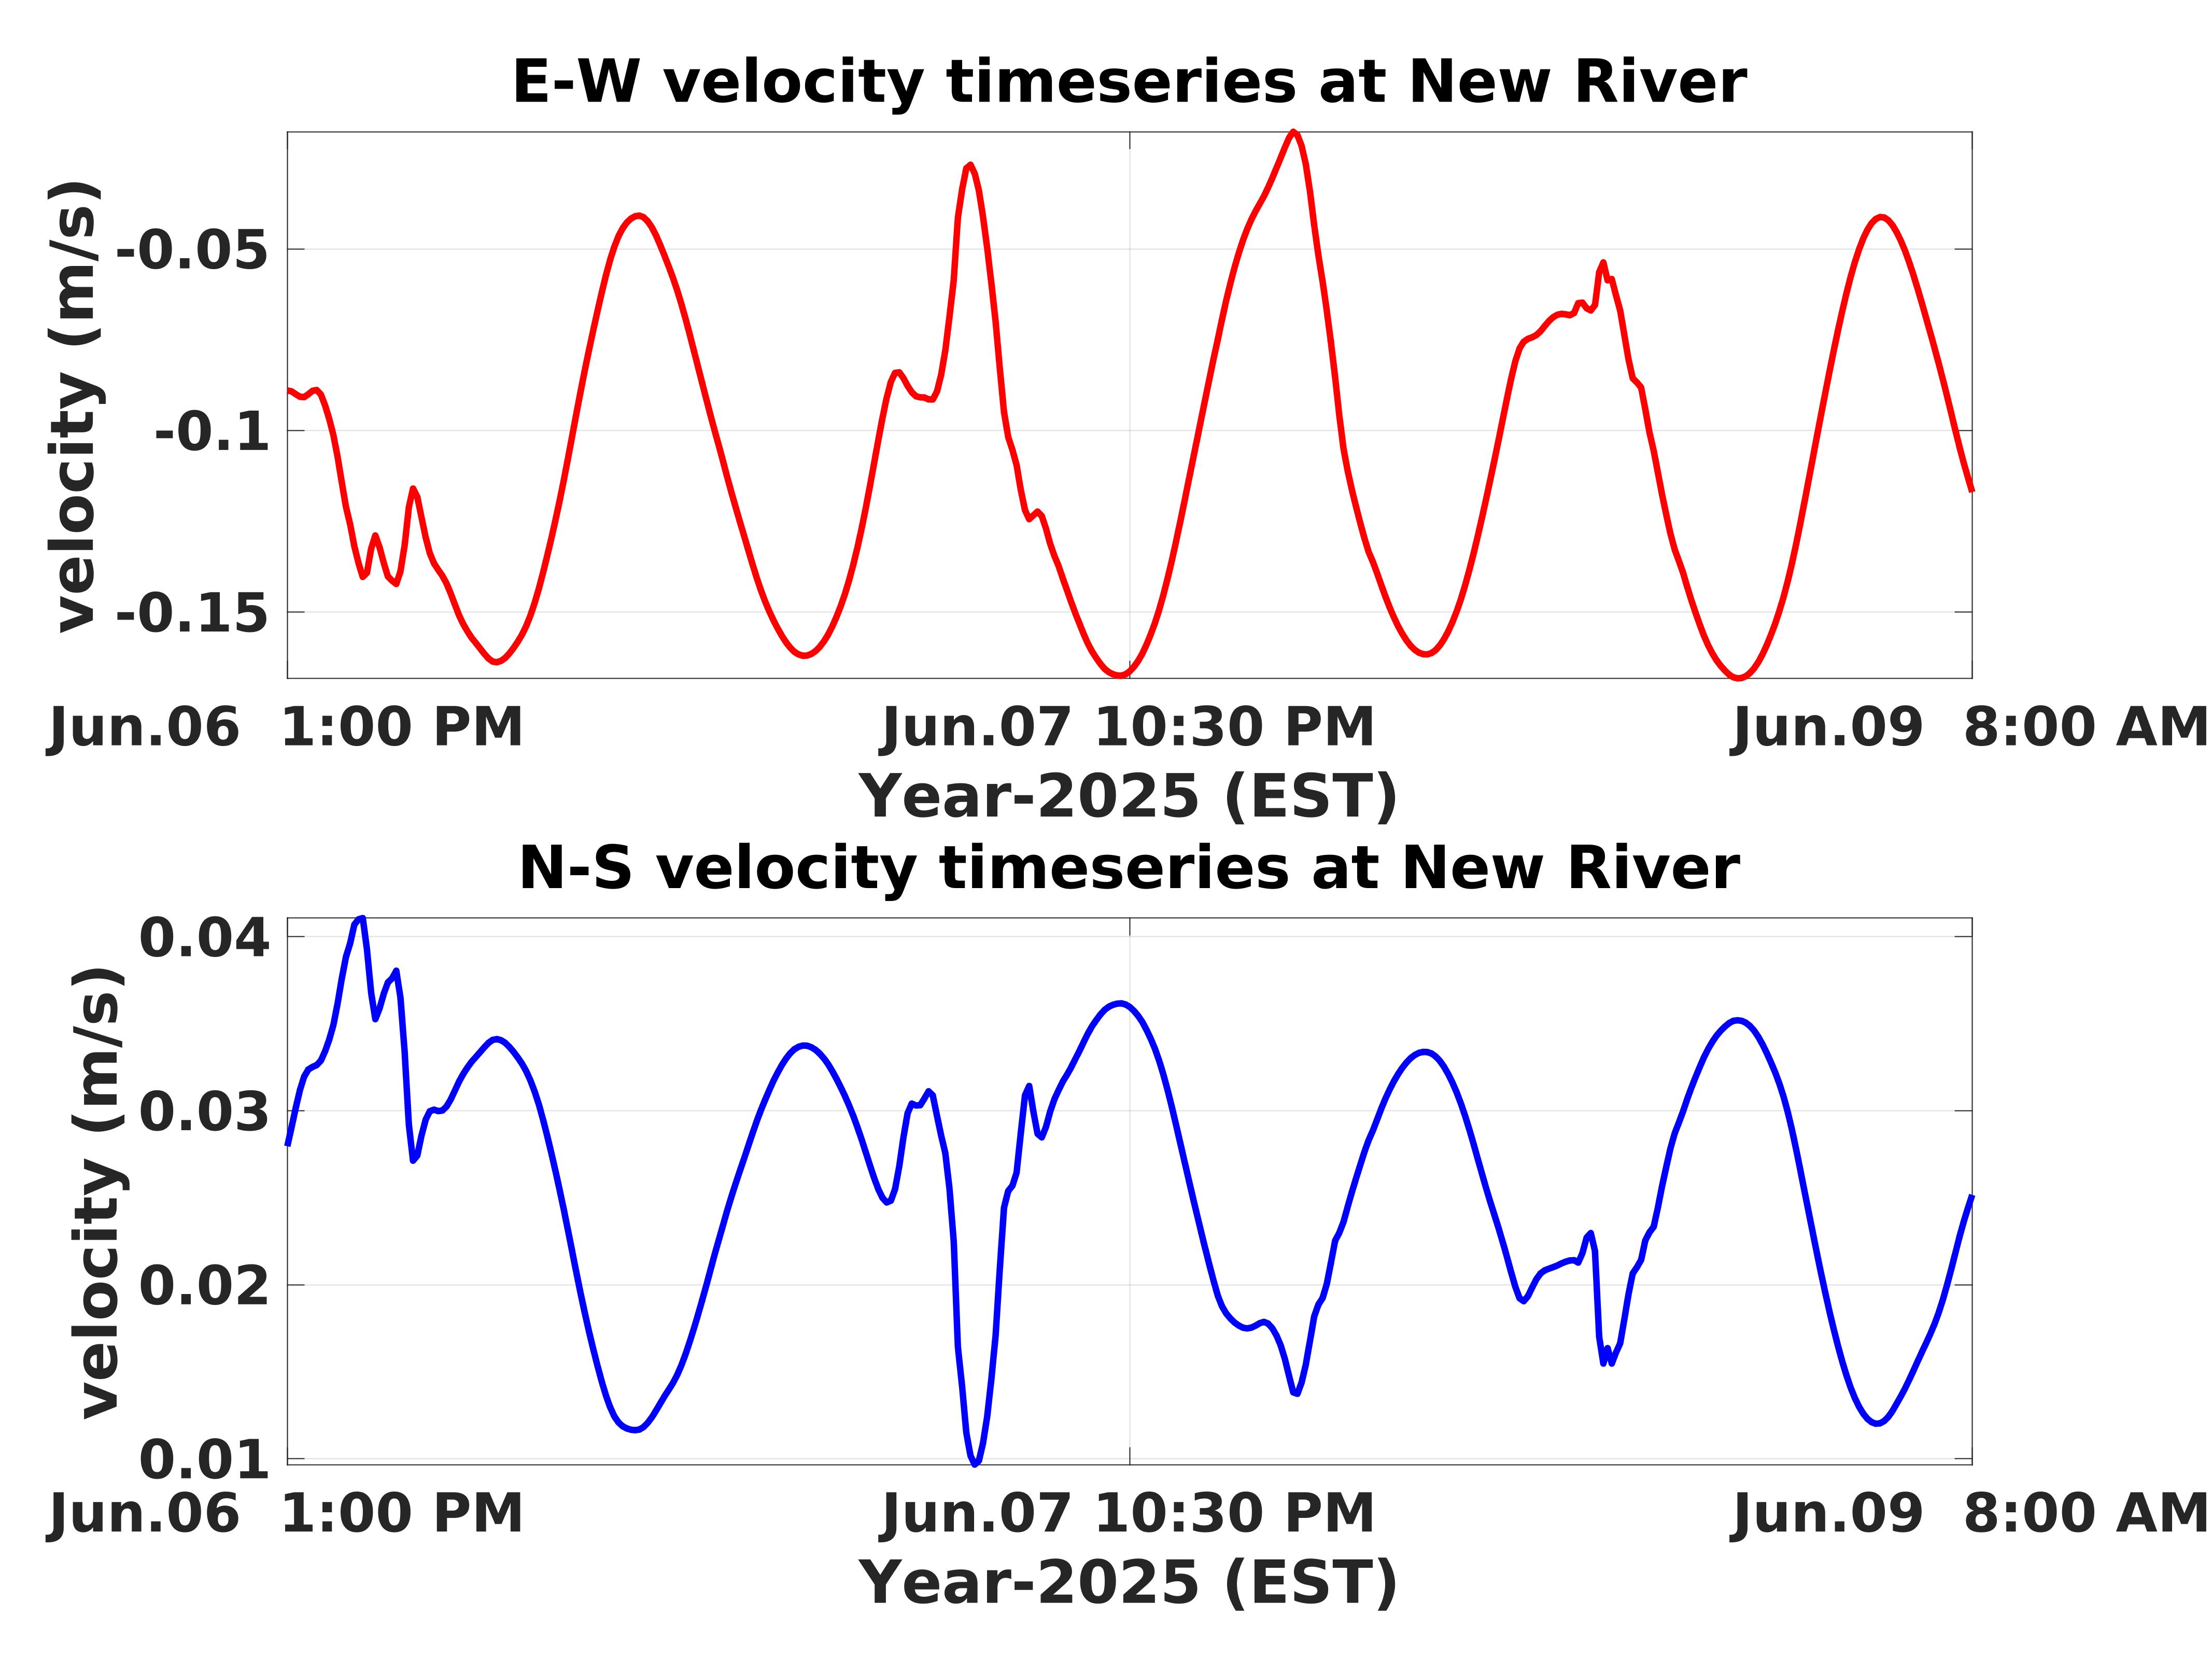 E-W velocity timeseries at New River
velocity (m/s)
-0.05
-0.1
-0.15
Jun.06 1:00 PM
Jun.07 10:30 PM
Jun.09 8:00 AM
Year-2025 (EST)
N-S velocity timeseries at New River
velocity (m/s)
0.04
0.03
0.02
0.01
Jun.06 1:00 PM
Jun.07 10:30 PM
Jun.09 8:00 AM
Year-2025 (EST)